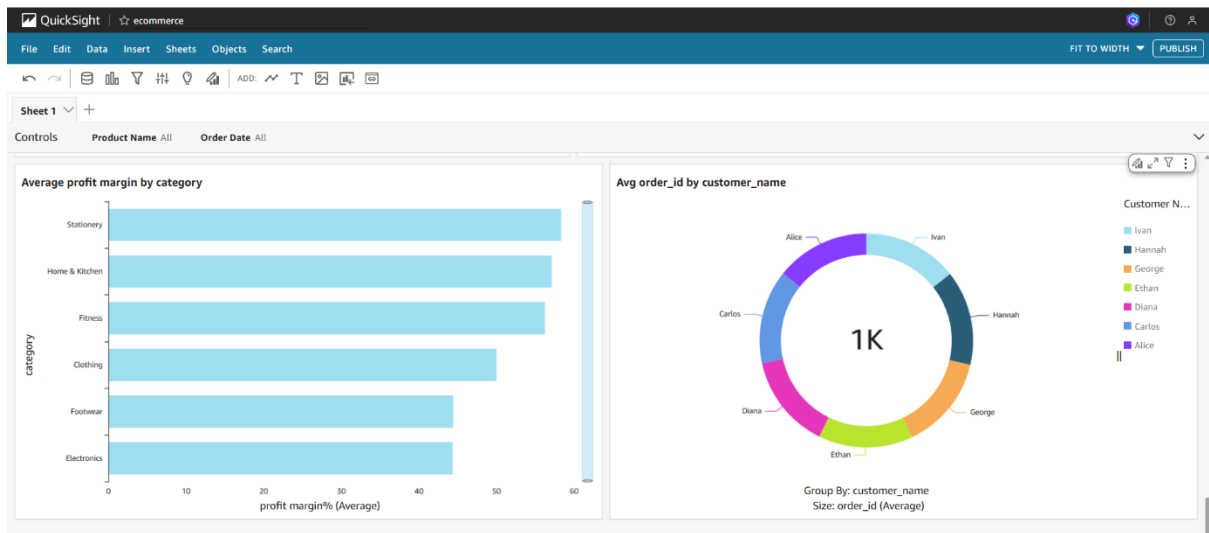 QuickSight ecommerce
File Edit Data Insert Sheets Objects Search FIT TO WIDTH PUBLISH
ADD:
Sheet 1
Controls Product Name All Order Date All
Average profit margin by category
category
Stationery
Home & Kitchen
Fitness
Clothing
Footwear
Electronics
0 10 20 30 40 50 60
profit margin% (Average)
Avg order_id by customer_name
Alice
Ivan
Carlos
Hannah
1K
Diana
George
Ethan
Group By: customer_name
Size: order_id (Average)
Customer N...
Ivan
Hannah
George
Ethan
Diana
Carlos
Alice